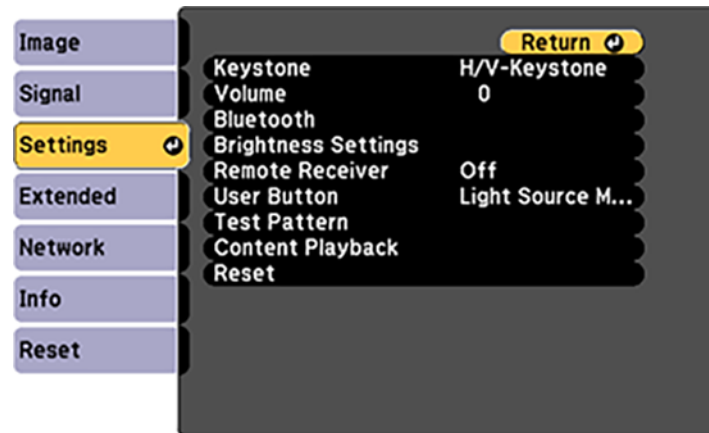 Image
Signal
Settings
Extended
Network
Info
Reset
Return
Keystone H/V-Keystone
Volume 0
Bluetooth
Brightness Settings
Remote Receiver Off
User Button Light Source M...
Test Pattern
Content Playback
Reset